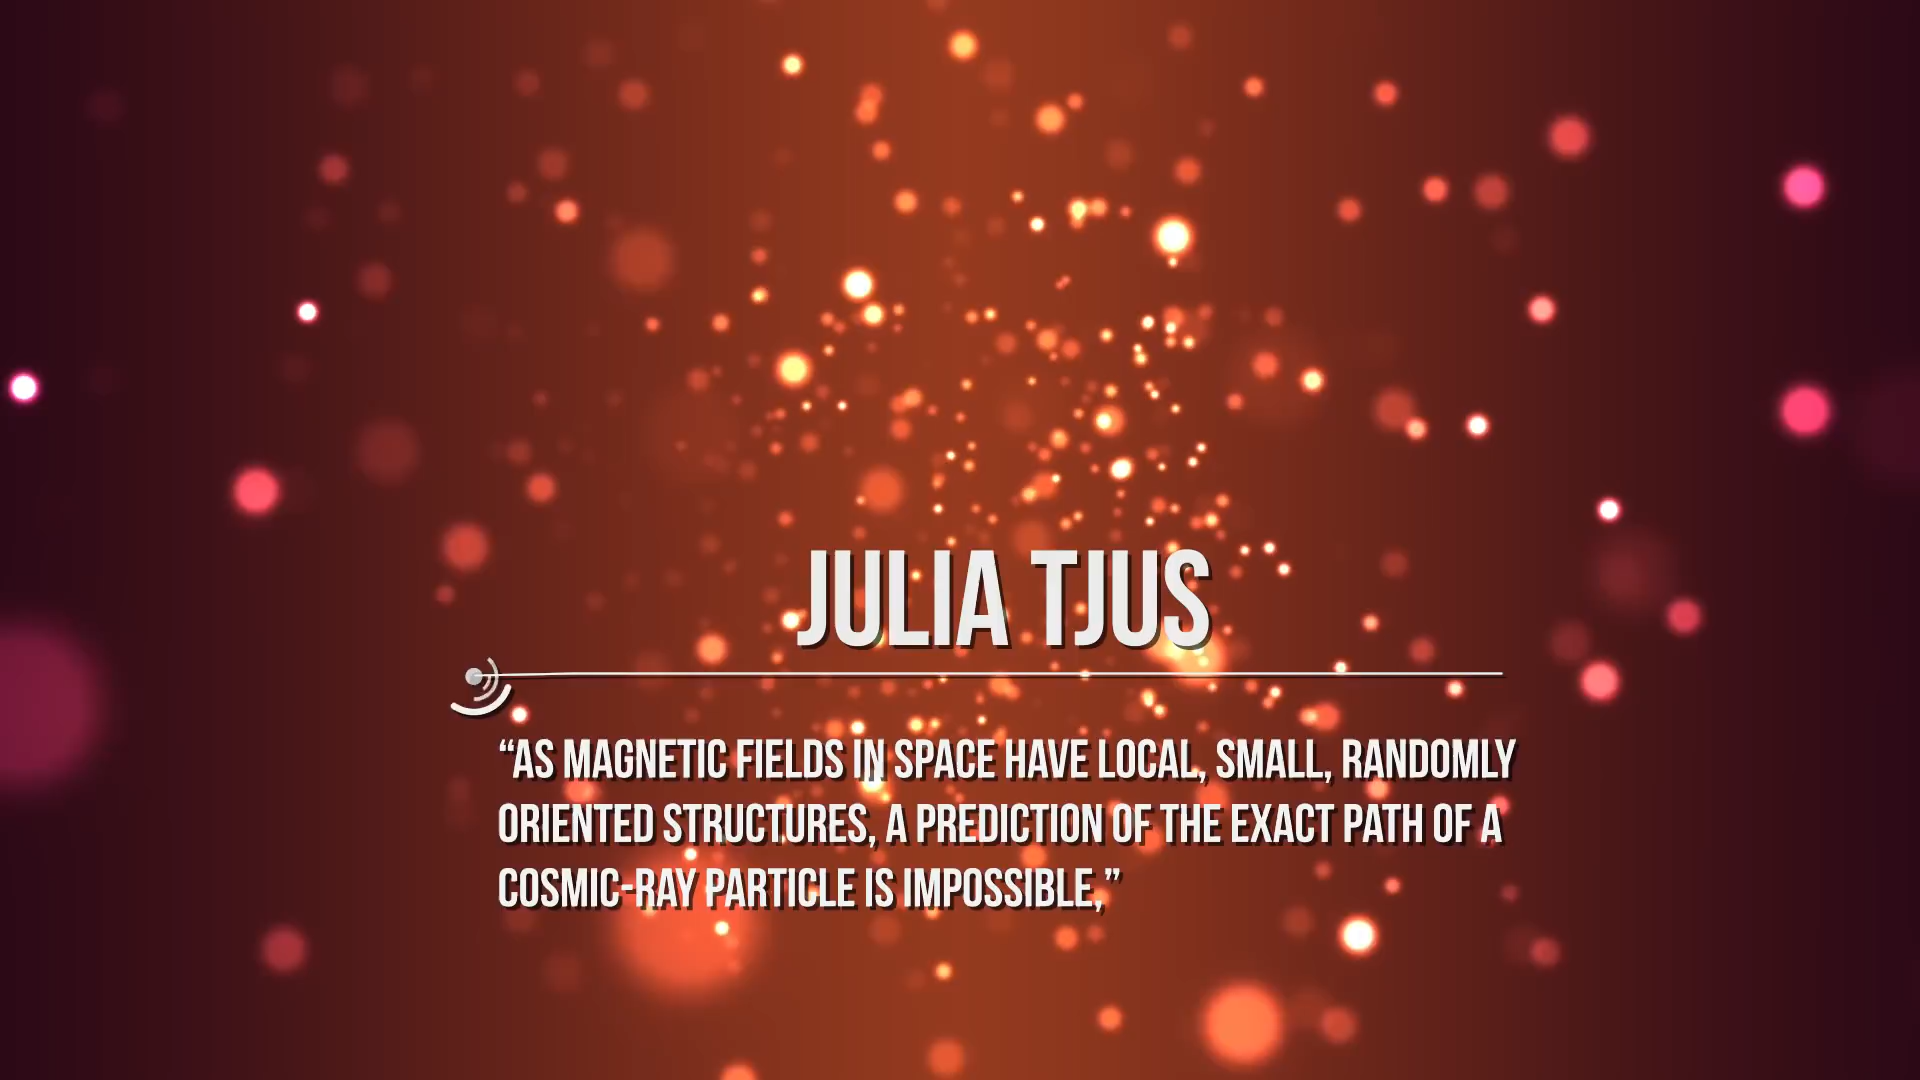 JULIA TJUS
“AS MAGNETIC FIELDS IN SPACE HAVE LOCAL, SMALL, RANDOMLY
ORIENTED STRUCTURES, A PREDICTION OF THE EXACT PATH OF A
COSMIC-RAY PARTICLE IS IMPOSSIBLE,”